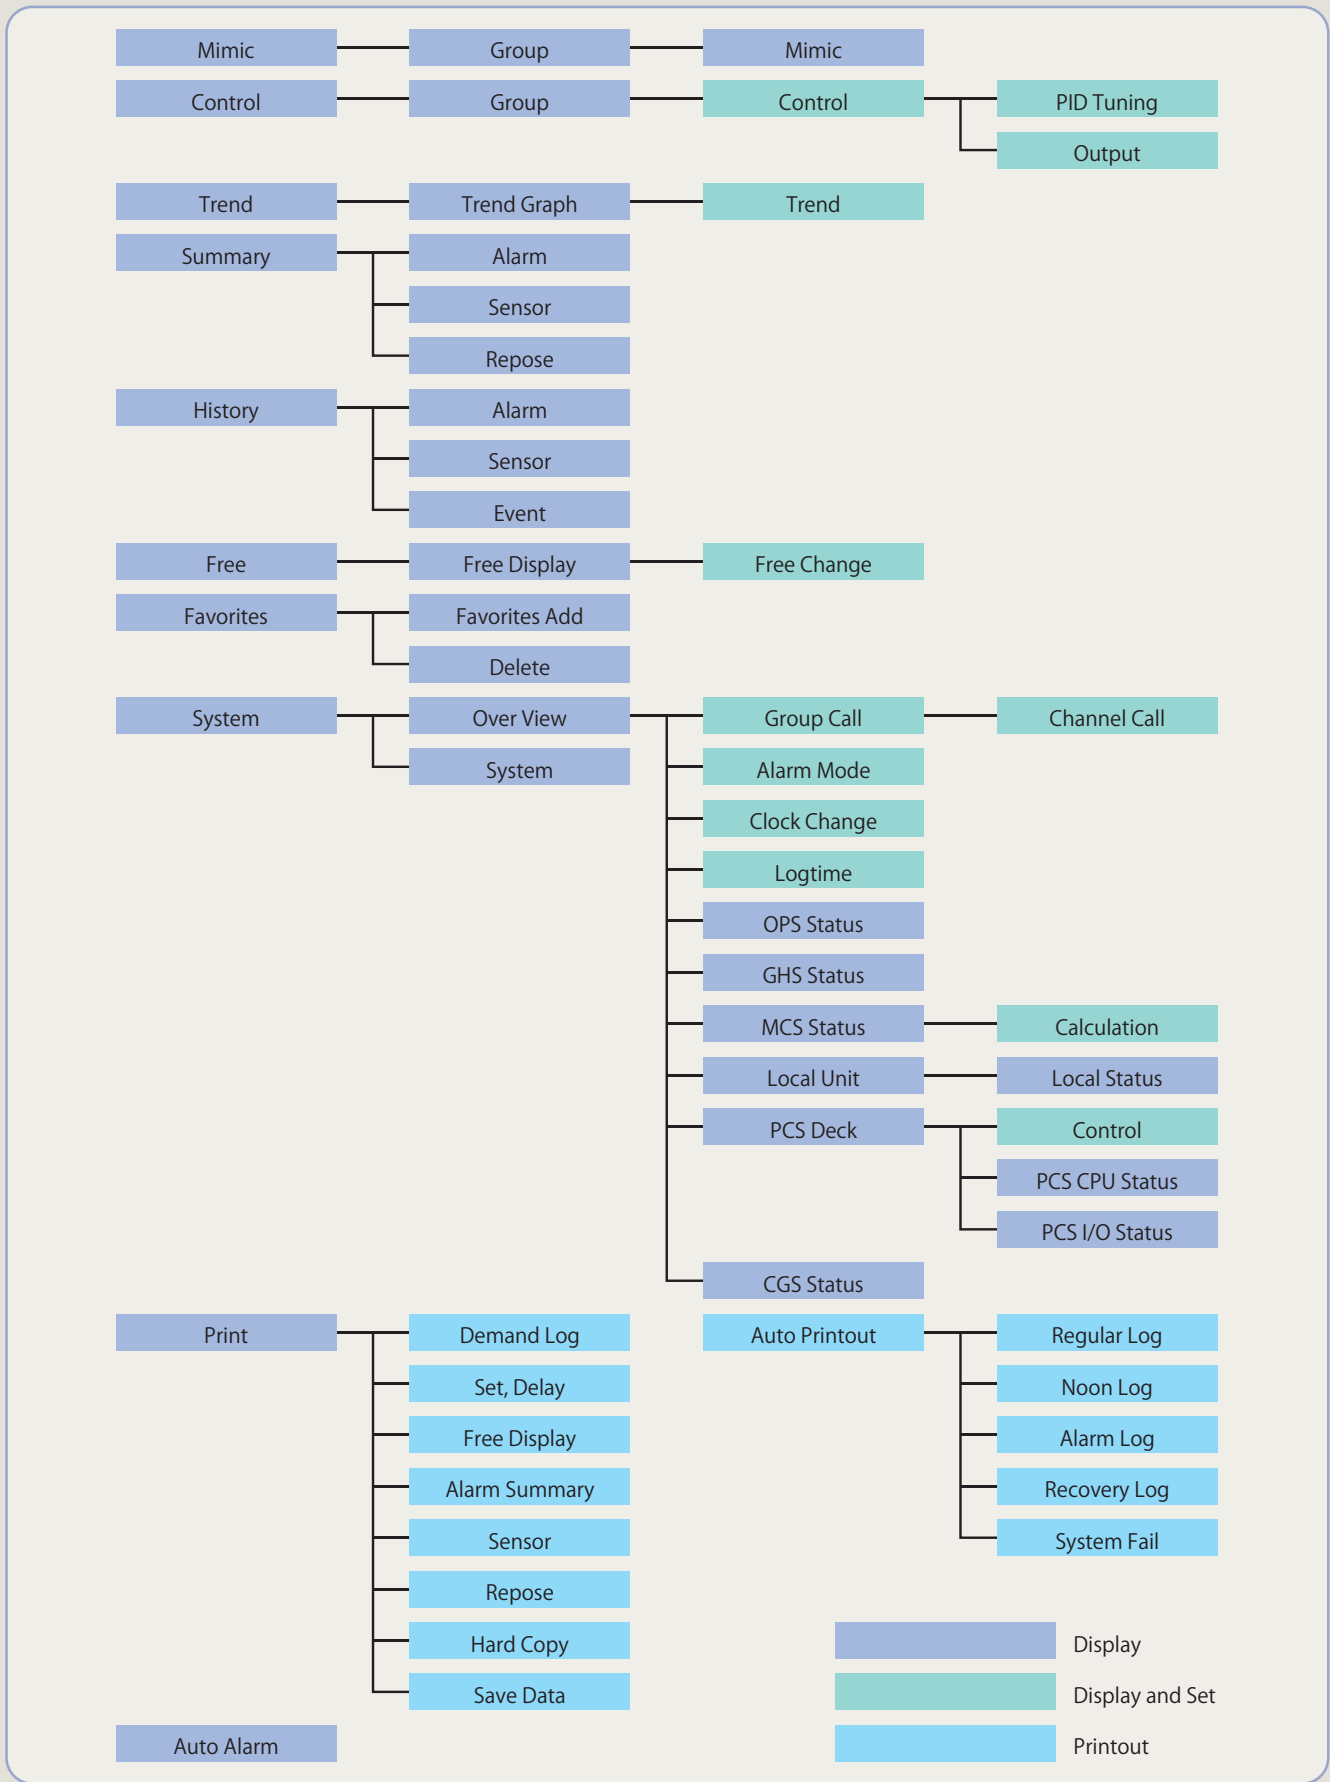 Mimic Group Mimic
Control Group Control PID Tuning
Output
Trend Trend Graph Trend
Summary Alarm
Sensor
Repose
History Alarm
Sensor
Event
Free Free Display Free Change
Favorites Favorites Add
Delete
System Over View Group Call Channel Call
System Alarm Mode
Clock Change
Logtime
OPS Status
GHS Status
MCS Status Calculation
Local Unit Local Status
PCS Deck Control
PCS CPU Status
PCS I/O Status
CGS Status
Print Demand Log Auto Printout Regular Log
Set, Delay Noon Log
Free Display Alarm Log
Alarm Summary Recovery Log
Sensor System Fail
Repose
Hard Copy Display
Save Data Display and Set
Auto Alarm Printout